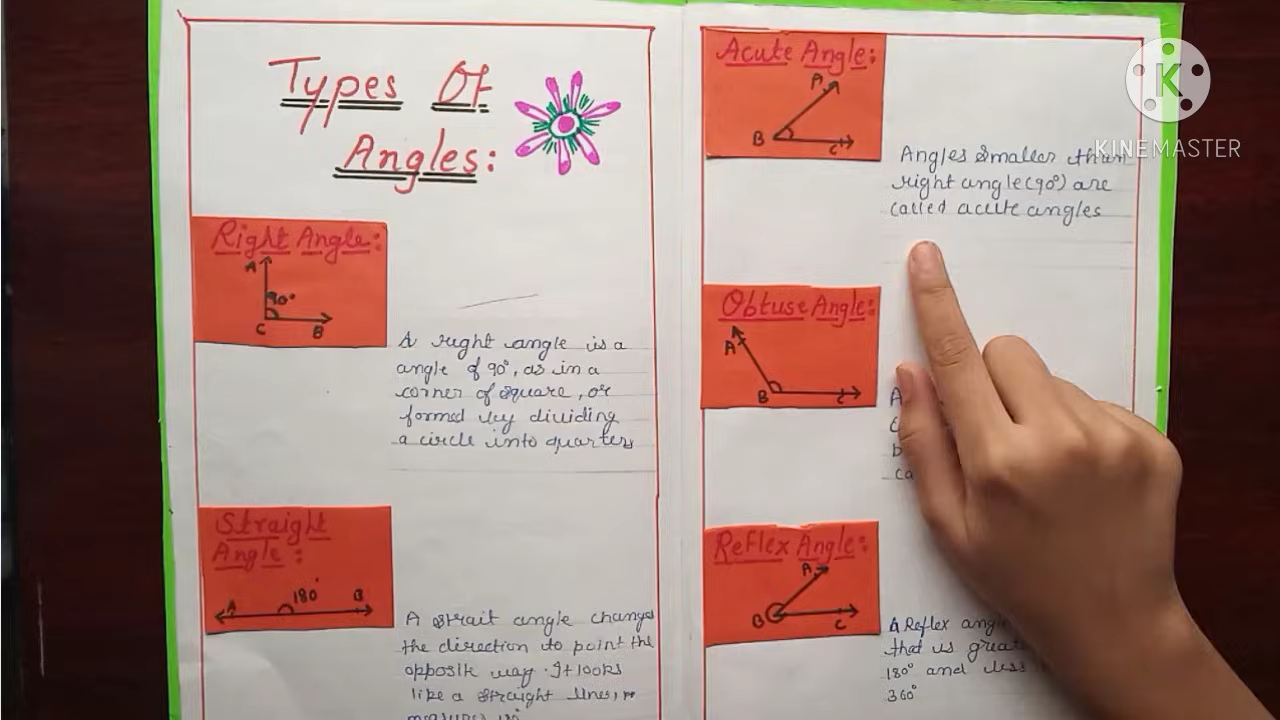 Types Of
Angles:
Right Angle:
A
90°
C
B
A right angle is a
angle of 90°, as in a
corner of square, or
formed by dividing
a circle into quarters
Straight
Angle:
A
180°
B
A strait angle changes
the direction to point the
opposite way. It looks
like a straight lines,
measures
Acute Angle:
A
B
C
Angles smaller than
right angle (90°) are
called acute angles
Obtuse Angle:
A
B
C
A
Reflex Angle:
A
B
C
A Reflex
that is
180° and less
360°
K
KINEMASTER